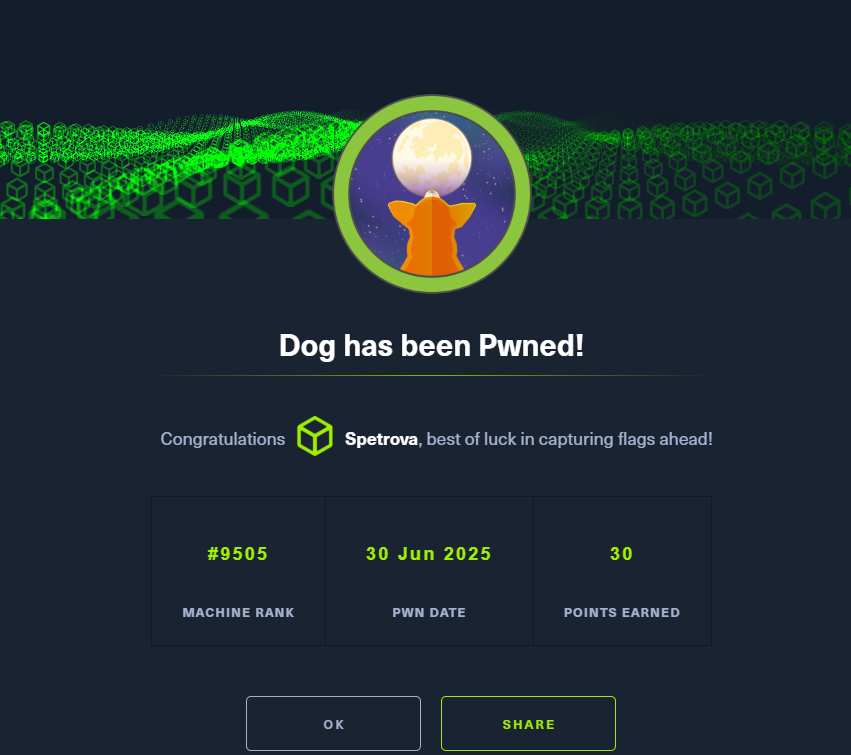 Dog has been Pwned!
Congratulations Spetrova, best of luck in capturing flags ahead!
#9505 30 Jun 2025 30
MACHINE RANK PWN DATE POINTS EARNED
OK SHARE